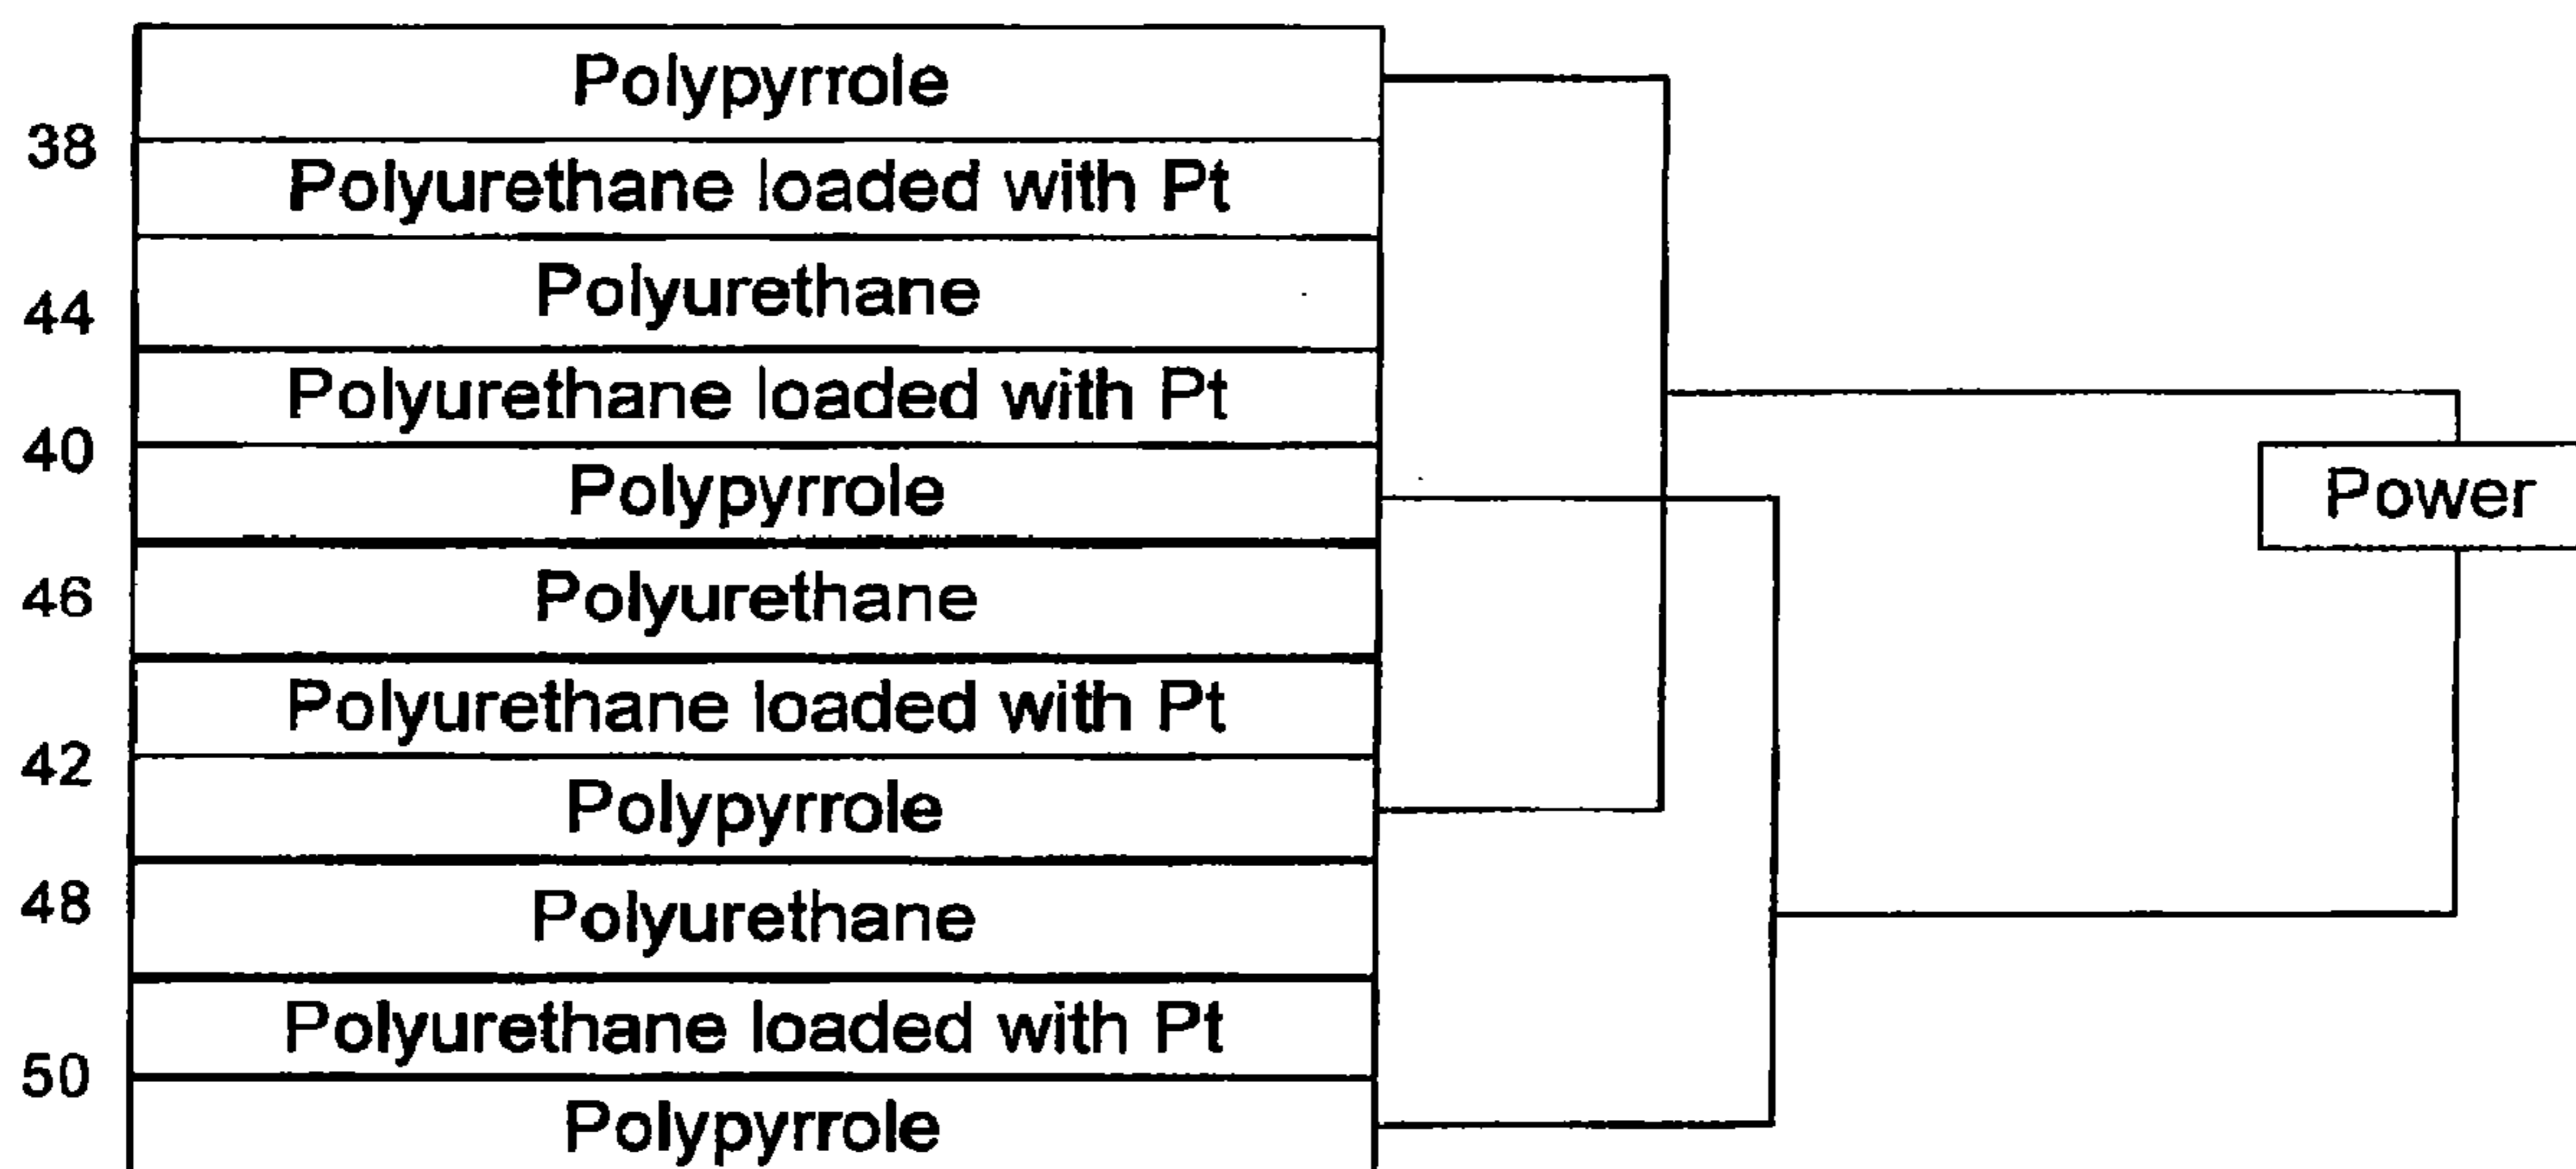 Polypyrrole
38
Polyurethane loaded with Pt
Polyurethane
44
Polyurethane loaded with Pt
40
Polypyrrole
Power
46
Polyurethane
Polyurethane loaded with Pt
42
Polypyrrole
48
Polyurethane
Polyurethane loaded with Pt
50
Polypyrrole